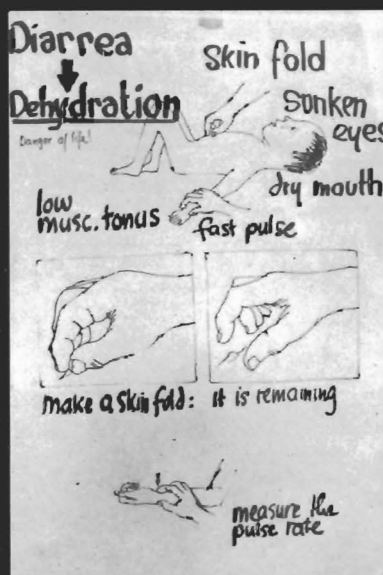 Diarrea
Dehydration
Danger of life!
Skin fold
Sunken
eyes
dry mouth
low
musc. tonus
fast pulse
make a skin fold: it is remaining
measure the
pulse rate